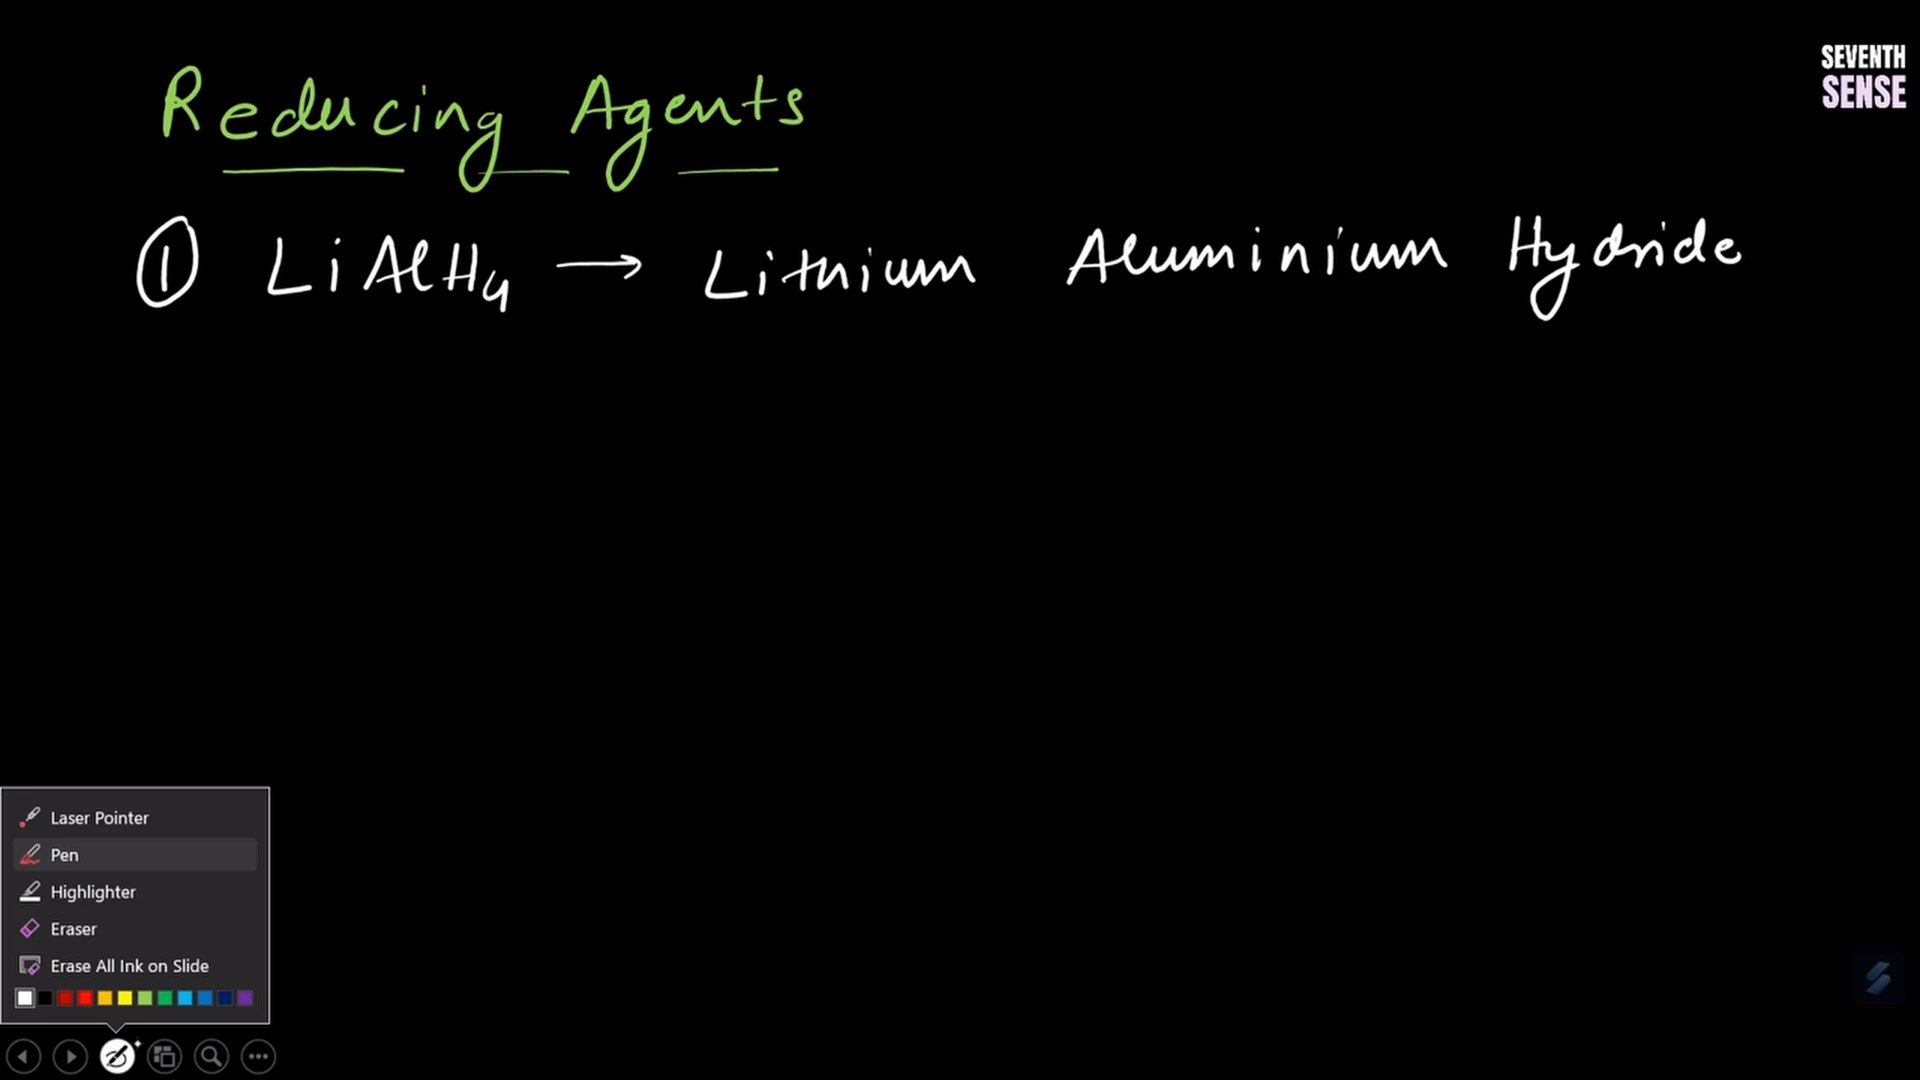 Reducing Agents
SEVENTH
SENSE
① LiAlH₄ → Lithium Aluminium Hydride
Laser Pointer
Pen
Highlighter
Eraser
Erase All Ink on Slide